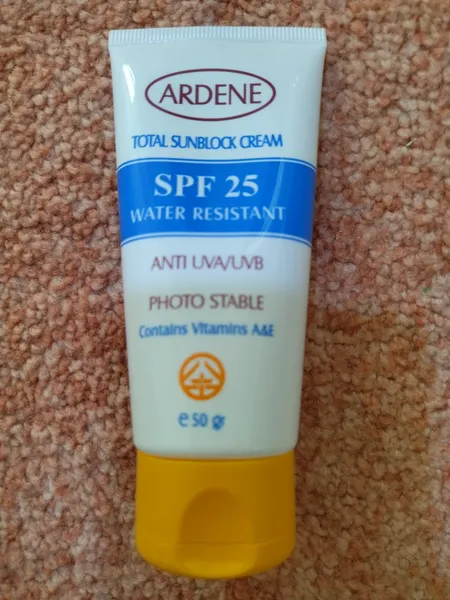 ARDENE
TOTAL SUNBLOCK CREAM
SPF 25
WATER RESISTANT
ANTI UVA/UVB
PHOTO STABLE
Contains Vitamins A&E
e 50 gr